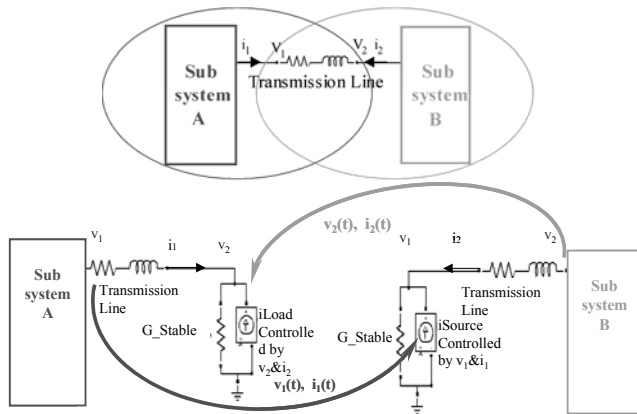 i1 V1 V2 i2
Sub
system
A
Transmission Line
Sub
system
B
v2(t), i2(t)
v1 i1 v2
v1 i2 v2
Sub
system
A
Transmission
Line
G_Stable
iLoad
Controlle
d by
v2&i2
G_Stable
iSource
Controlled
by v1&i1
Transmission
Line
Sub
system
B
v1(t), i1(t)